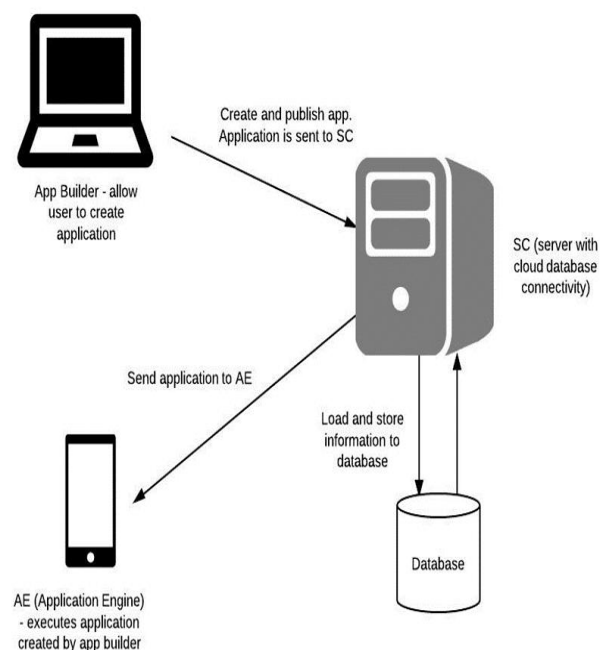 Create and publish app.
Application is sent to SC
App Builder - allow
user to create
application
SC (server with
cloud database
connectivity)
Send application to AE
Load and store
information to
database
Database
AE (Application Engine)
- executes application
created by app builder